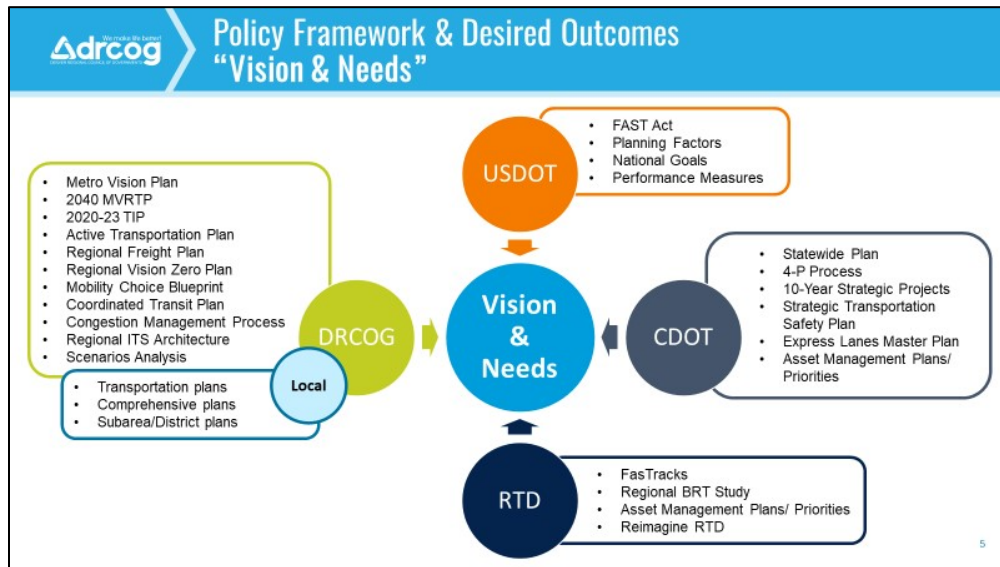 We make life better!
drcog
DENVER REGIONAL COUNCIL OF GOVERNMENTS
Policy Framework & Desired Outcomes
“Vision & Needs”
USDOT
• FAST Act
• Planning Factors
• National Goals
• Performance Measures
• Metro Vision Plan
• 2040 MVRTP
• 2020-23 TIP
• Active Transportation Plan
• Regional Freight Plan
• Regional Vision Zero Plan
• Mobility Choice Blueprint
• Coordinated Transit Plan
• Congestion Management Process
• Regional ITS Architecture
• Scenarios Analysis
DRCOG
Local
• Transportation plans
• Comprehensive plans
• Subarea/District plans
Vision
&
Needs
CDOT
• Statewide Plan
• 4-P Process
• 10-Year Strategic Projects
• Strategic Transportation
Safety Plan
• Express Lanes Master Plan
• Asset Management Plans/
Priorities
RTD
• FasTracks
• Regional BRT Study
• Asset Management Plans/ Priorities
• Reimagine RTD
5